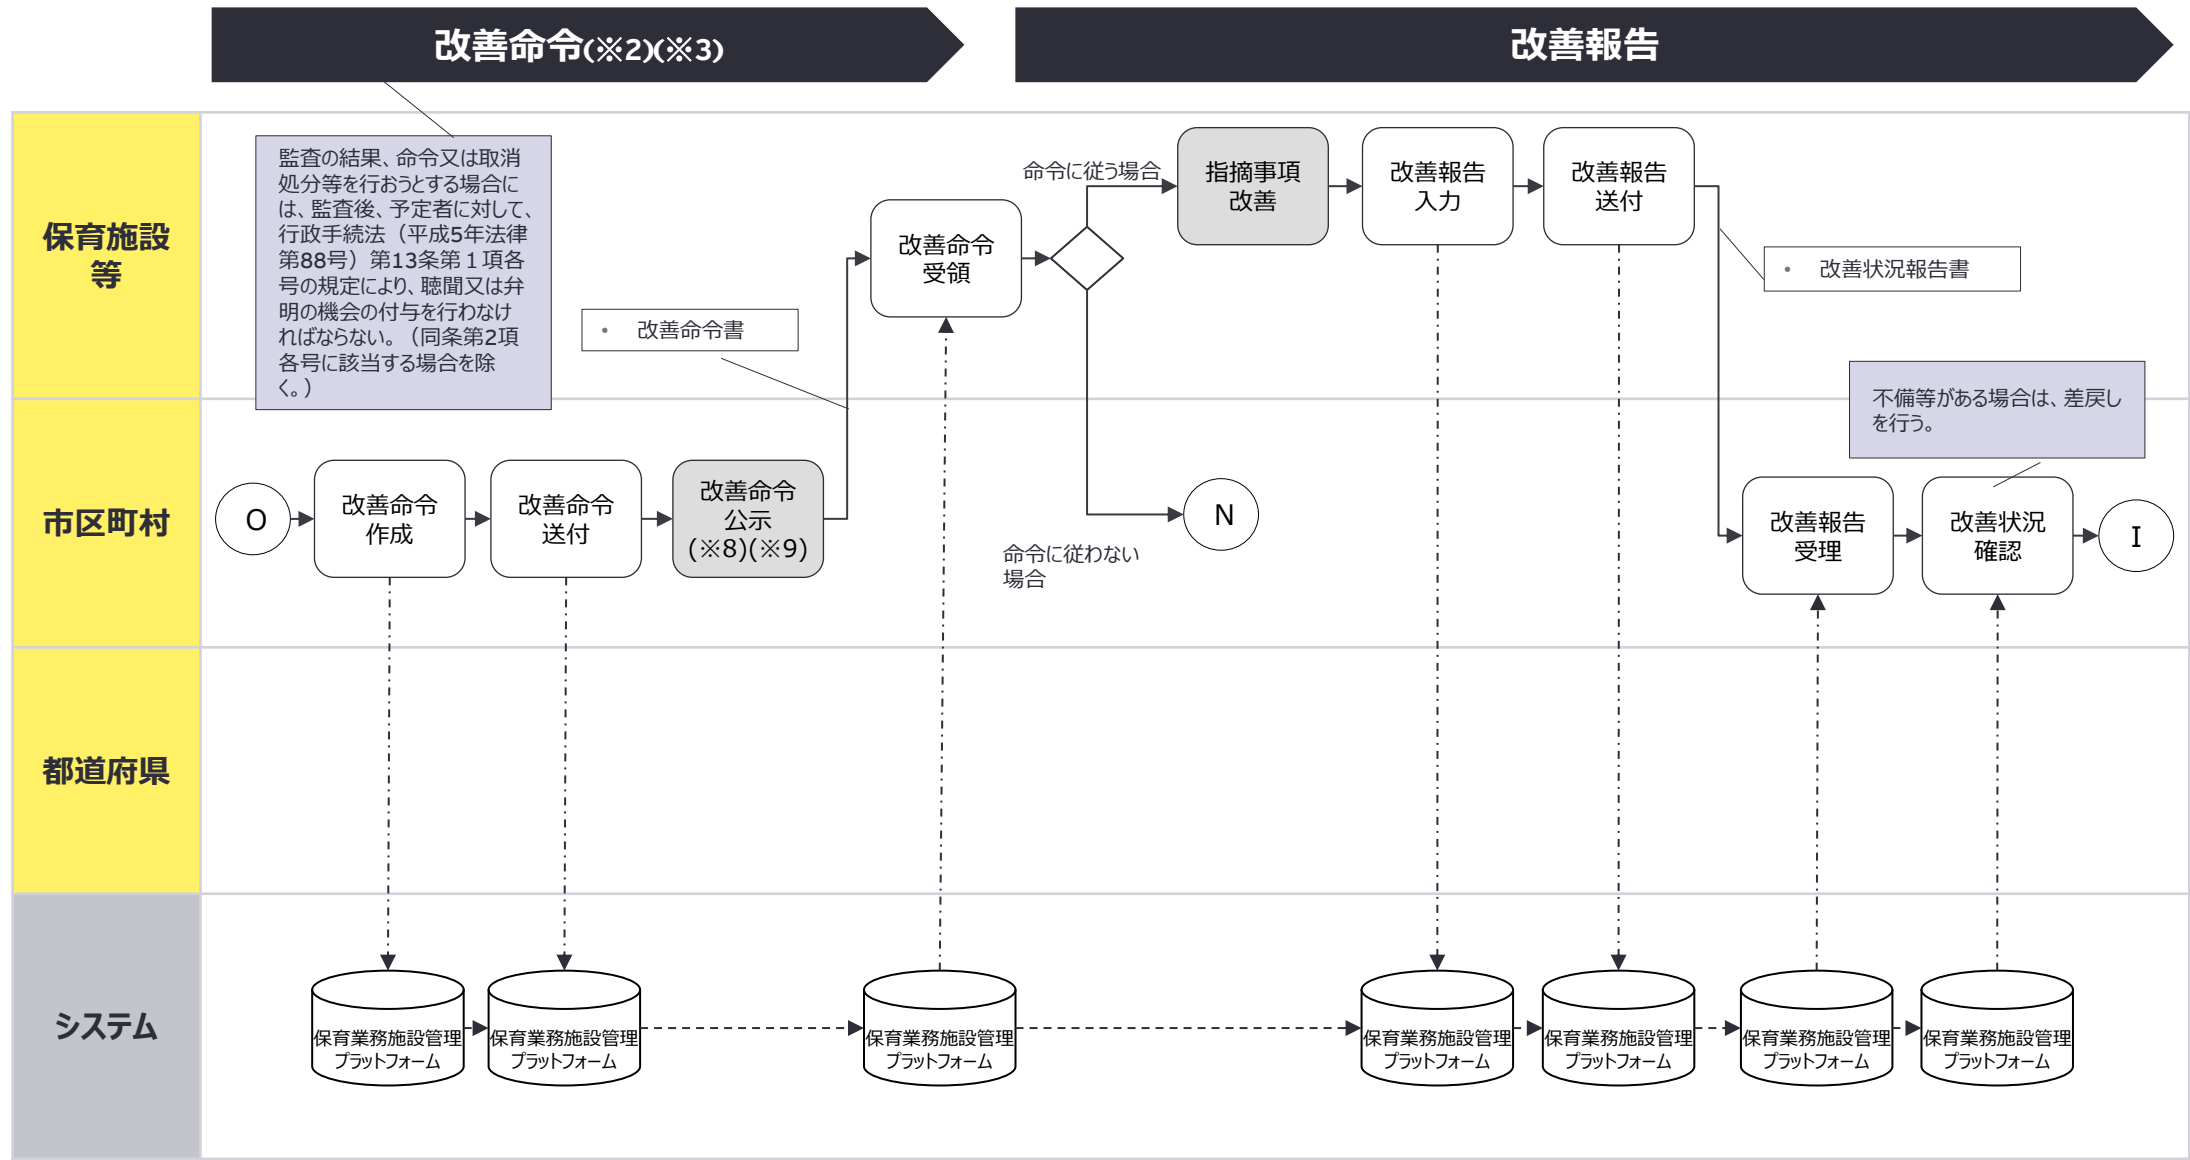 改善命令(※2)(※3)
改善報告
保育施設
等
監査の結果、命令又は取消
処分等を行おうとする場合に
は、監査後、予定者に対して、
行政手続法（平成5年法律
第88号）第13条第１項各
号の規定により、聴聞又は弁
明の機会の付与を行わなけ
ればならない。（同条第2項
各号に該当する場合を除
く。）
• 改善命令書
改善命令
受領
命令に従う場合
指摘事項
改善
改善報告
入力
改善報告
送付
• 改善状況報告書
市区町村
O
改善命令
作成
改善命令
送付
改善命令
公示
(※8)(※9)
命令に従わない
場合
N
不備等がある場合は、差戻し
を行う。
改善報告
受理
改善状況
確認
I
都道府県
システム
保育業務施設管理
プラットフォーム
保育業務施設管理
プラットフォーム
保育業務施設管理
プラットフォーム
保育業務施設管理
プラットフォーム
保育業務施設管理
プラットフォーム
保育業務施設管理
プラットフォーム
保育業務施設管理
プラットフォーム